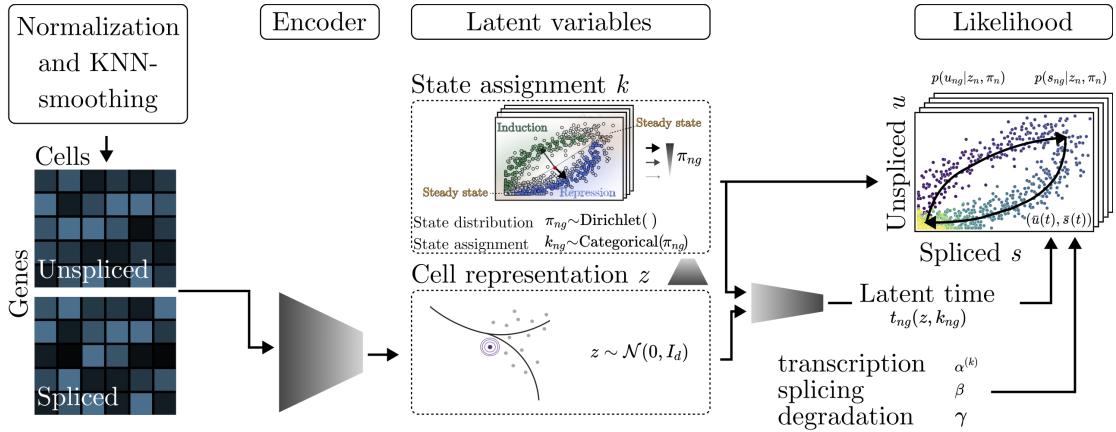 Normalization
and KNN-
smoothing
Encoder
Latent variables
Likelihood
Cells
Genes
Unspliced
Spliced
State assignment k
Induction
Steady state
Steady state
Repression
π_ng
State distribution π_ng~Dirichlet( )
State assignment k_ng~Categorical(π_ng)
Cell representation z
z ~ 𝒩(0, I_d)
p(u_ng|z_n, π_n) p(s_ng|z_n, π_n)
Unspliced u
(ū(t), s̄(t))
Spliced s
Latent time
t_ng(z, k_ng)
transcription α^(k)
splicing β
degradation γ